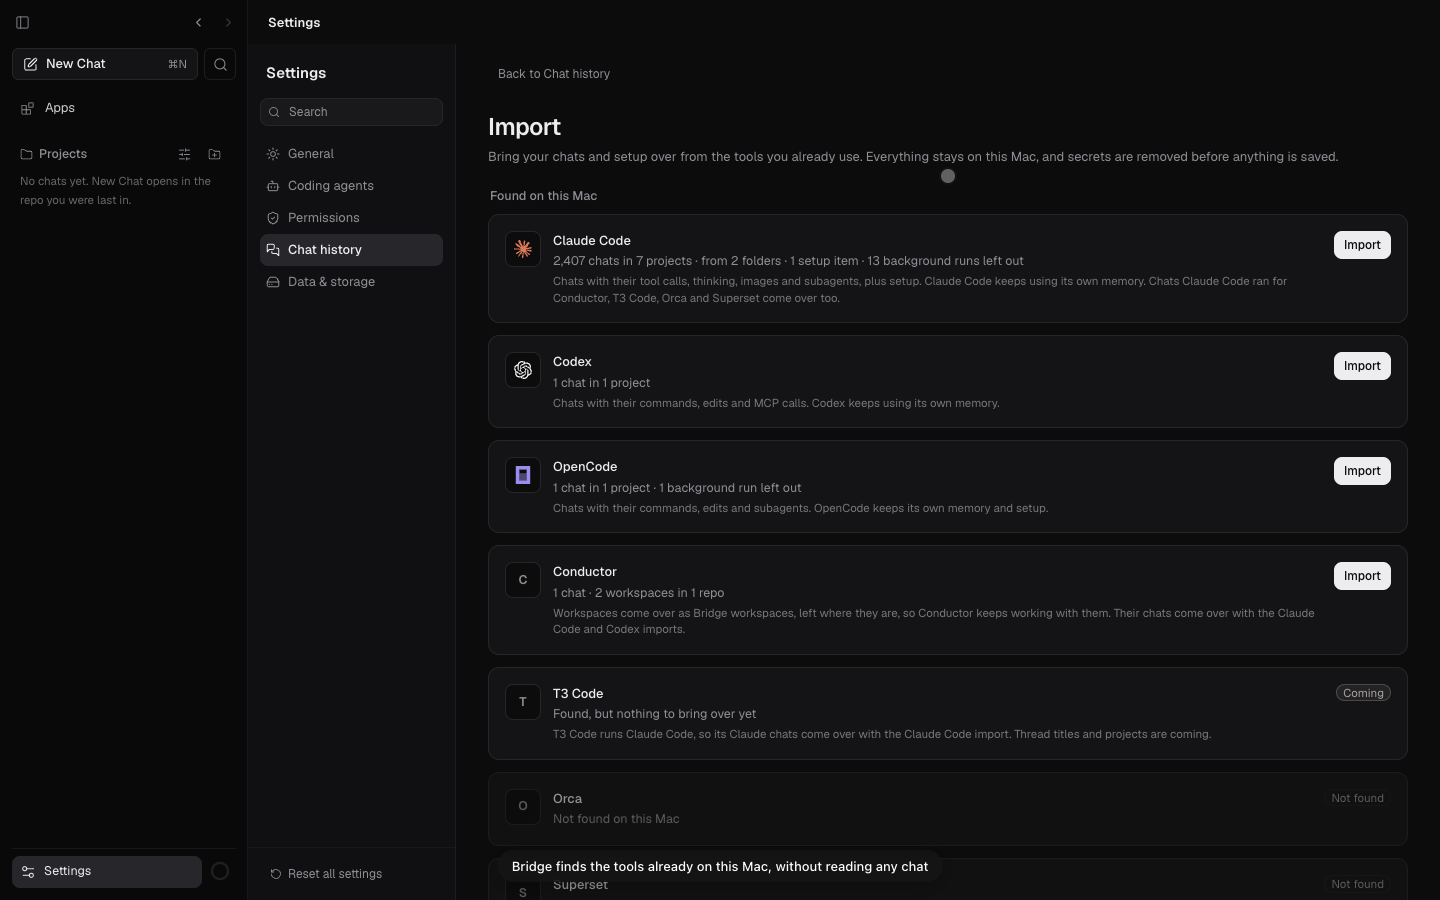 Settings
New Chat
⌘N
Apps
Projects
No chats yet. New Chat opens in the
repo you were last in.
Settings
Settings
Search
General
Coding agents
Permissions
Chat history
Data & storage
Reset all settings
Back to Chat history
Import
Bring your chats and setup over from the tools you already use. Everything stays on this Mac, and secrets are removed before anything is saved.
Found on this Mac
Claude Code
Import
2,407 chats in 7 projects · from 2 folders · 1 setup item · 13 background runs left out
Chats with their tool calls, thinking, images and subagents, plus setup. Claude Code keeps using its own memory. Chats Claude Code ran for
Conductor, T3 Code, Orca and Superset come over too.
Codex
Import
1 chat in 1 project
Chats with their commands, edits and MCP calls. Codex keeps using its own memory.
OpenCode
Import
1 chat in 1 project · 1 background run left out
Chats with their commands, edits and subagents. OpenCode keeps its own memory and setup.
C
Conductor
Import
1 chat · 2 workspaces in 1 repo
Workspaces come over as Bridge workspaces, left where they are, so Conductor keeps working with them. Their chats come over with the Claude
Code and Codex imports.
T
T3 Code
Coming
Found, but nothing to bring over yet
T3 Code runs Claude Code, so its Claude chats come over with the Claude Code import. Thread titles and projects are coming.
O
Orca
Not found
Not found on this Mac
Bridge finds the tools already on this Mac, without reading any chat
S
Superset
Not found